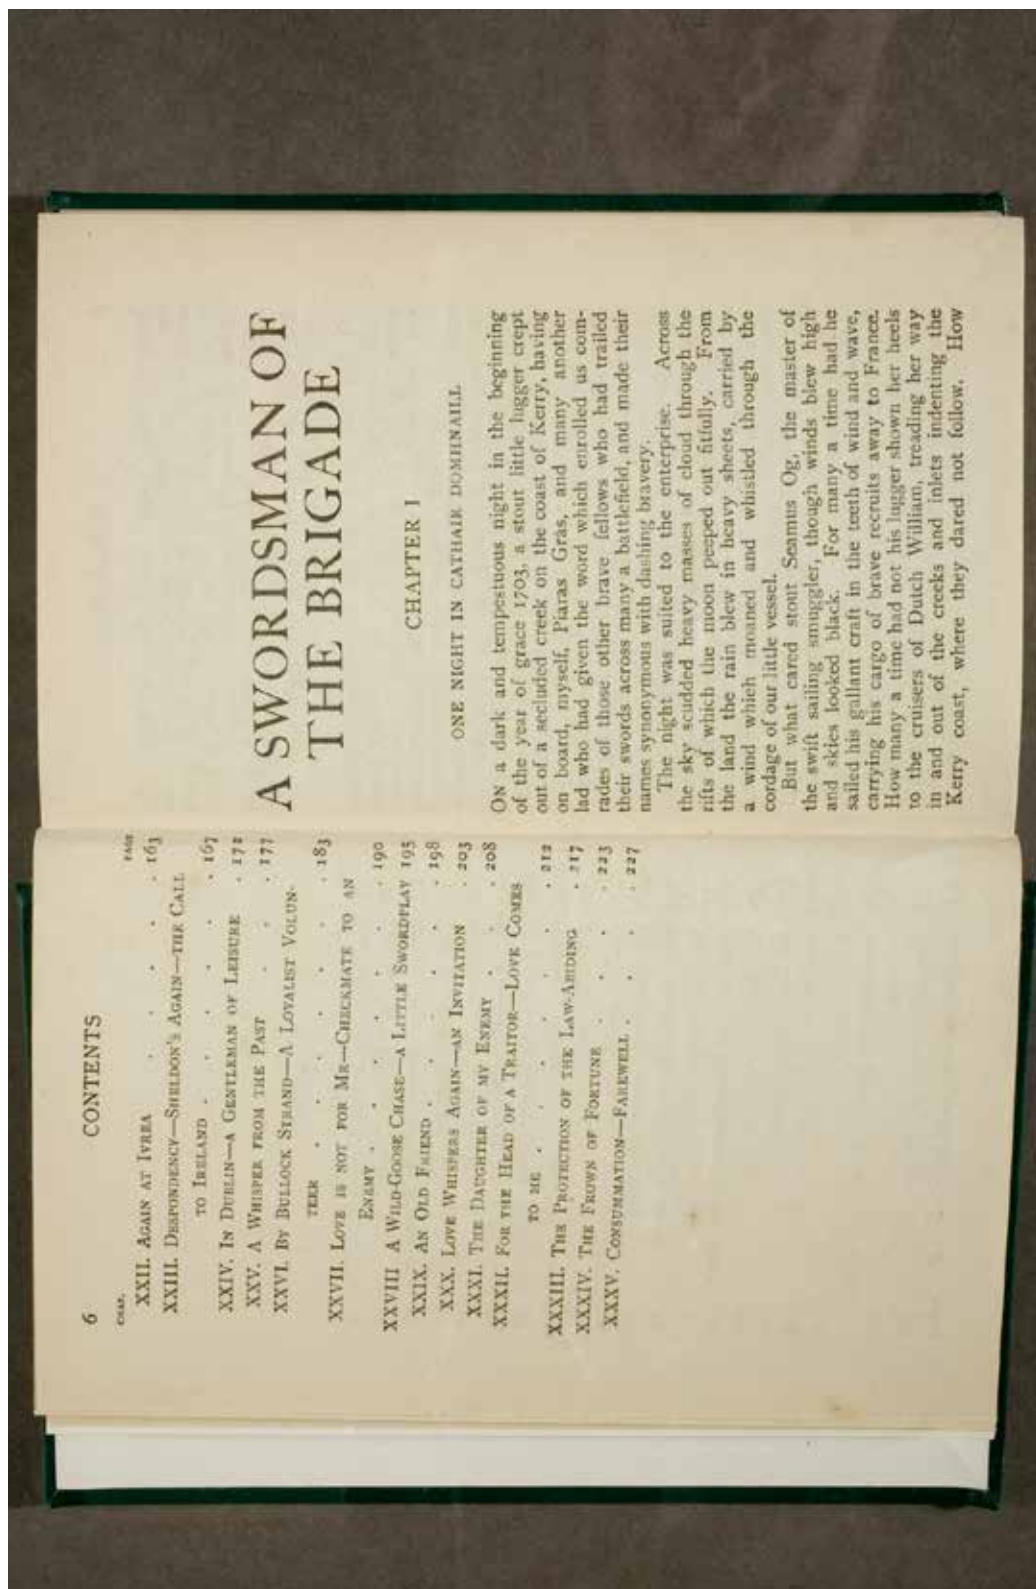 6 CONTENTS
CHAP. PAGE
XXII. AGAIN AT IVREA . . . . . 163
XXIII. DESPONDENCY—SHELDON'S AGAIN—THE CALL
TO IRELAND . . . . . 167
XXIV. IN DUBLIN—A GENTLEMAN OF LEISURE . 172
XXV. A WHISPER FROM THE PAST . . . 177
XXVI. BY BULLOCK STRAND—A LOYALIST VOLUN-
TEER . . . . . . 183
XXVII. LOVE IS NOT FOR ME—CHECKMATE TO AN
ENEMY . . . . . . 190
XXVIII A WILD-GOOSE CHASE—A LITTLE SWORDPLAY 195
XXIX. AN OLD FRIEND . . . . . 198
XXX. LOVE WHISPERS AGAIN—AN INVITATION . 203
XXXI. THE DAUGHTER OF MY ENEMY . . . 208
XXXII. FOR THE HEAD OF A TRAITOR—LOVE COMES
TO ME . . . . . . 212
XXXIII. THE PROTECTION OF THE LAW-ABIDING . 217
XXXIV. THE FROWN OF FORTUNE . . . 223
XXXV. CONSUMMATION—FAREWELL . . . . 227
A SWORDSMAN OF
THE BRIGADE
CHAPTER I
ONE NIGHT IN CATHAIR DOMHNAILL
ON a dark and tempestuous night in the beginning
of the year of grace 1703, a stout little lugger crept
out of a secluded creek on the coast of Kerry, having
on board, myself, Piaras Gras, and many another
lad who had given the word which enrolled us com-
rades of those other brave fellows who had trailed
their swords across many a battlefield, and made their
names synonymous with dashing bravery.
The night was suited to the enterprise. Across
the sky scudded heavy masses of cloud through the
rifts of which the moon peeped out fitfully. From
the land the rain blew in heavy sheets, carried by
a wind which moaned and whistled through the
cordage of our little vessel.
But what cared stout Seamus Og, the master of
the swift sailing smuggler, though winds blew high
and skies looked black. For many a time had he
sailed his gallant craft in the teeth of wind and wave,
carrying his cargo of brave recruits away to France.
How many a time had not his lugger shown her heels
to the cruisers of Dutch William, treading her way
in and out of the creeks and inlets indenting the
Kerry coast, where they dared not follow. How